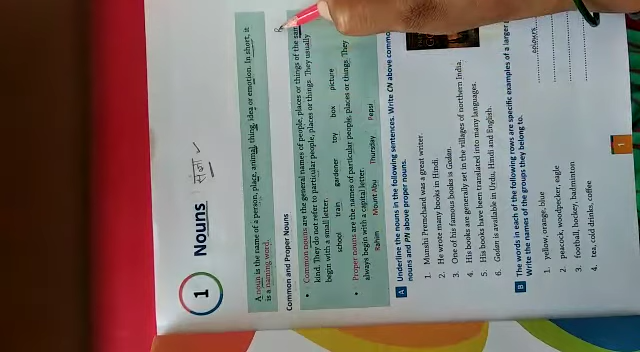 1 Nouns संज्ञा
A noun is the name of a person, place, animal, thing, idea or emotion. In short, it
is a naming word.
Common and Proper Nouns
• Common nouns are the general names of people, places or things of the same
kind. They do not refer to particular people, places or things. They usually
begin with a small letter.
school train gardener toy box picture
• Proper nouns are the names of particular people, places or things. They
always begin with a capital letter.
Rahim Mount Abu Thursday Pepsi
A Underline the nouns in the following sentences. Write CN above common
nouns and PN above proper nouns.
1. Munshi Premchand was a great writer.
2. He wrote many books in Hindi.
3. One of his famous books is Godan.
4. His books are generally set in the villages of northern India.
5. His books have been translated into many languages.
6. Godan is available in Urdu, Hindi and English.
B The words in each of the following rows are specific examples of a larger
Write the names of the groups they belong to.
1. yellow, orange, blue colours
2. peacock, woodpecker, eagle
3. football, hockey, badminton
4. tea, cold drinks, coffee
1